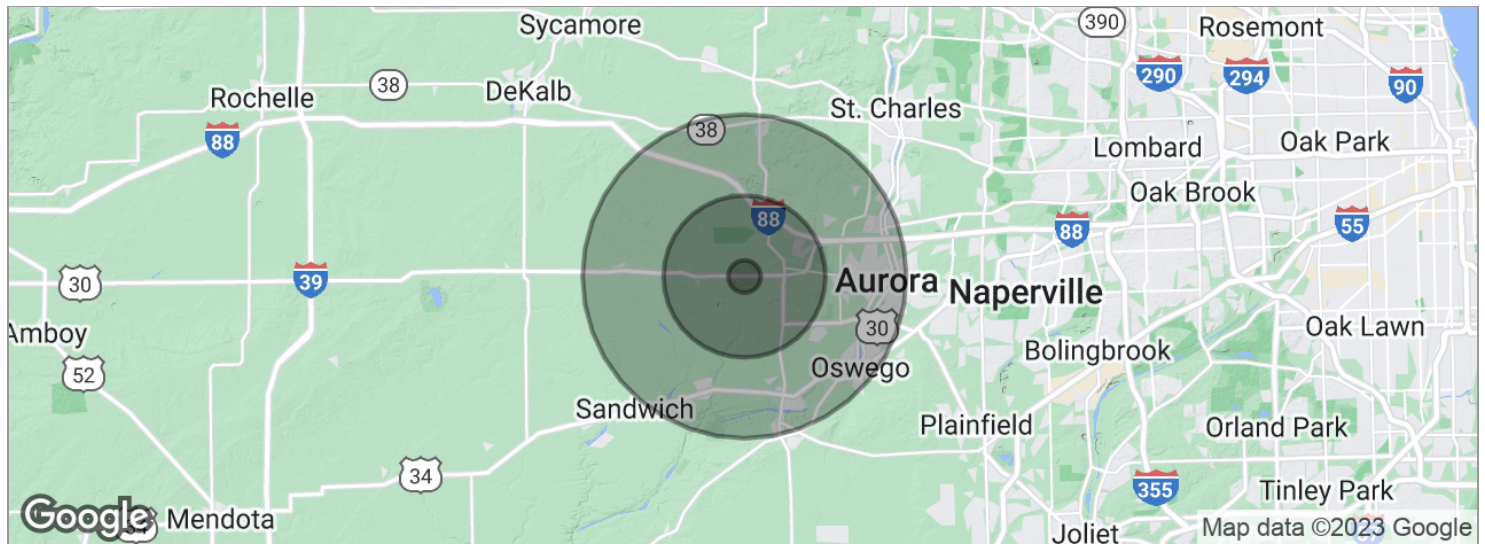 Sycamore
390
Rosemont
290
294
90
38
DeKalb
Rochelle
St. Charles
38
88
Lombard
Oak Park
Oak Brook
88
88
55
30
39
Aurora
Naperville
Amboy
30
Oak Lawn
Bolingbrook
52
Oswego
Sandwich
Plainfield
Orland Park
34
355
Tinley Park
Google
Mendota
Joliet
Map data ©2023 Google